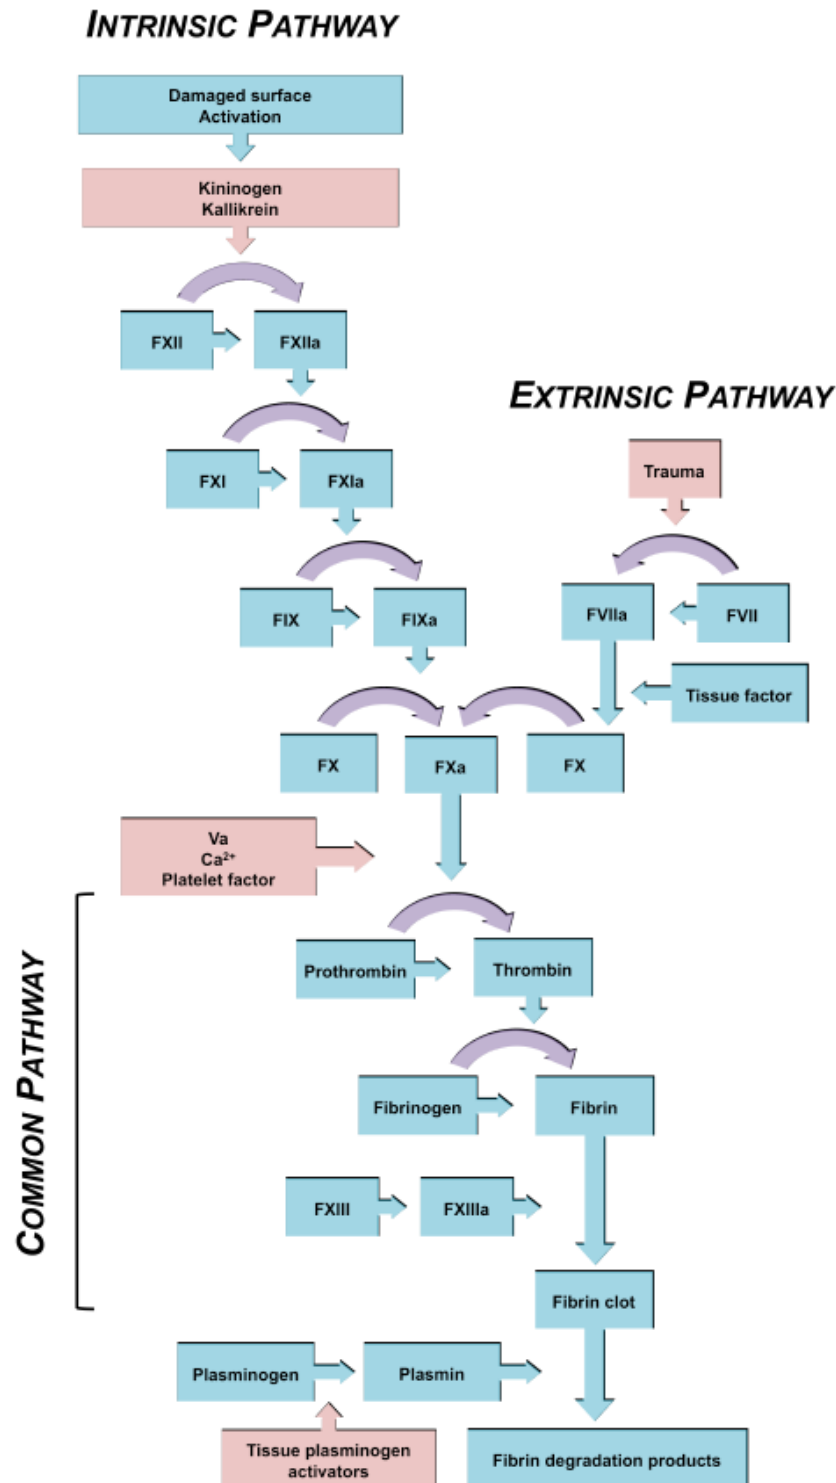 INTRINSIC PATHWAY
Damaged surface
Activation
Kininogen
Kallikrein
FXII
FXIIa
EXTRINSIC PATHWAY
FXI
FXIa
Trauma
FIX
FIXa
FVIIa
FVII
Tissue factor
FX
FXa
FX
Va
Ca²⁺
Platelet factor
COMMON PATHWAY
Prothrombin
Thrombin
Fibrinogen
Fibrin
FXIII
FXIIIa
Fibrin clot
Plasminogen
Plasmin
Tissue plasminogen
activators
Fibrin degradation products